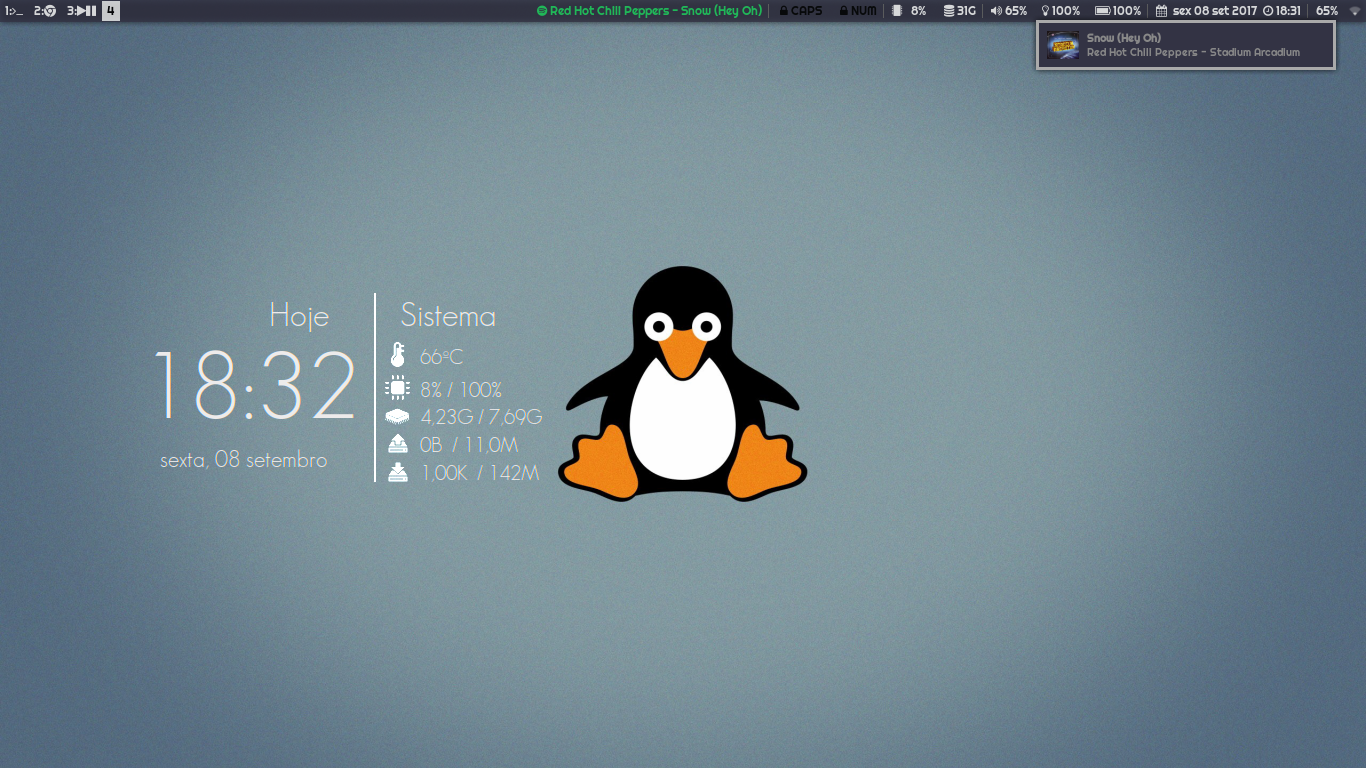 1:>_ 2: 3: 4 Red Hot Chili Peppers - Snow (Hey Oh) CAPS NUM 8% 31G 65% 100% 100% sex 08 set 2017 18:31 65%
Snow (Hey Oh)
Red Hot Chili Peppers - Stadium Arcadium
Hoje
18:32
sexta, 08 setembro
Sistema
66ºC
8% / 100%
4,23G / 7,69G
0B / 11,0M
1,00K / 142M